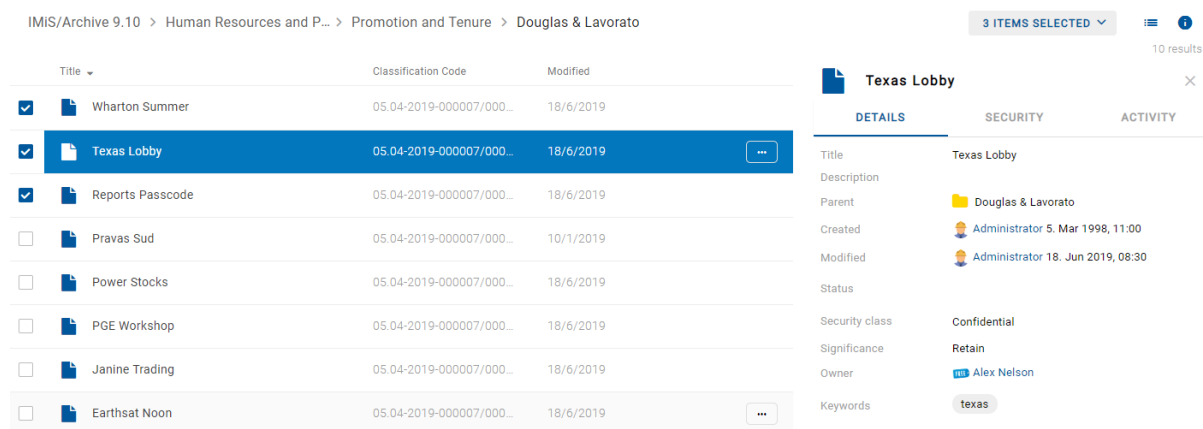 IMiS/Archive 9.10 > Human Resources and P... > Promotion and Tenure > Douglas & Lavorato
3 ITEMS SELECTED
10 results
Title Classification Code Modified
Wharton Summer 05.04-2019-000007/000... 18/6/2019
Texas Lobby 05.04-2019-000007/000... 18/6/2019 ...
Reports Passcode 05.04-2019-000007/000... 18/6/2019
Pravas Sud 05.04-2019-000007/000... 10/1/2019
Power Stocks 05.04-2019-000007/000... 18/6/2019
PGE Workshop 05.04-2019-000007/000... 18/6/2019
Janine Trading 05.04-2019-000007/000... 18/6/2019
Earthsat Noon 05.04-2019-000007/000... 18/6/2019 ...
Texas Lobby
DETAILS SECURITY ACTIVITY
Title Texas Lobby
Description
Parent Douglas & Lavorato
Created Administrator 5. Mar 1998, 11:00
Modified Administrator 18. Jun 2019, 08:30
Status
Security class Confidential
Significance Retain
Owner Alex Nelson
Keywords texas